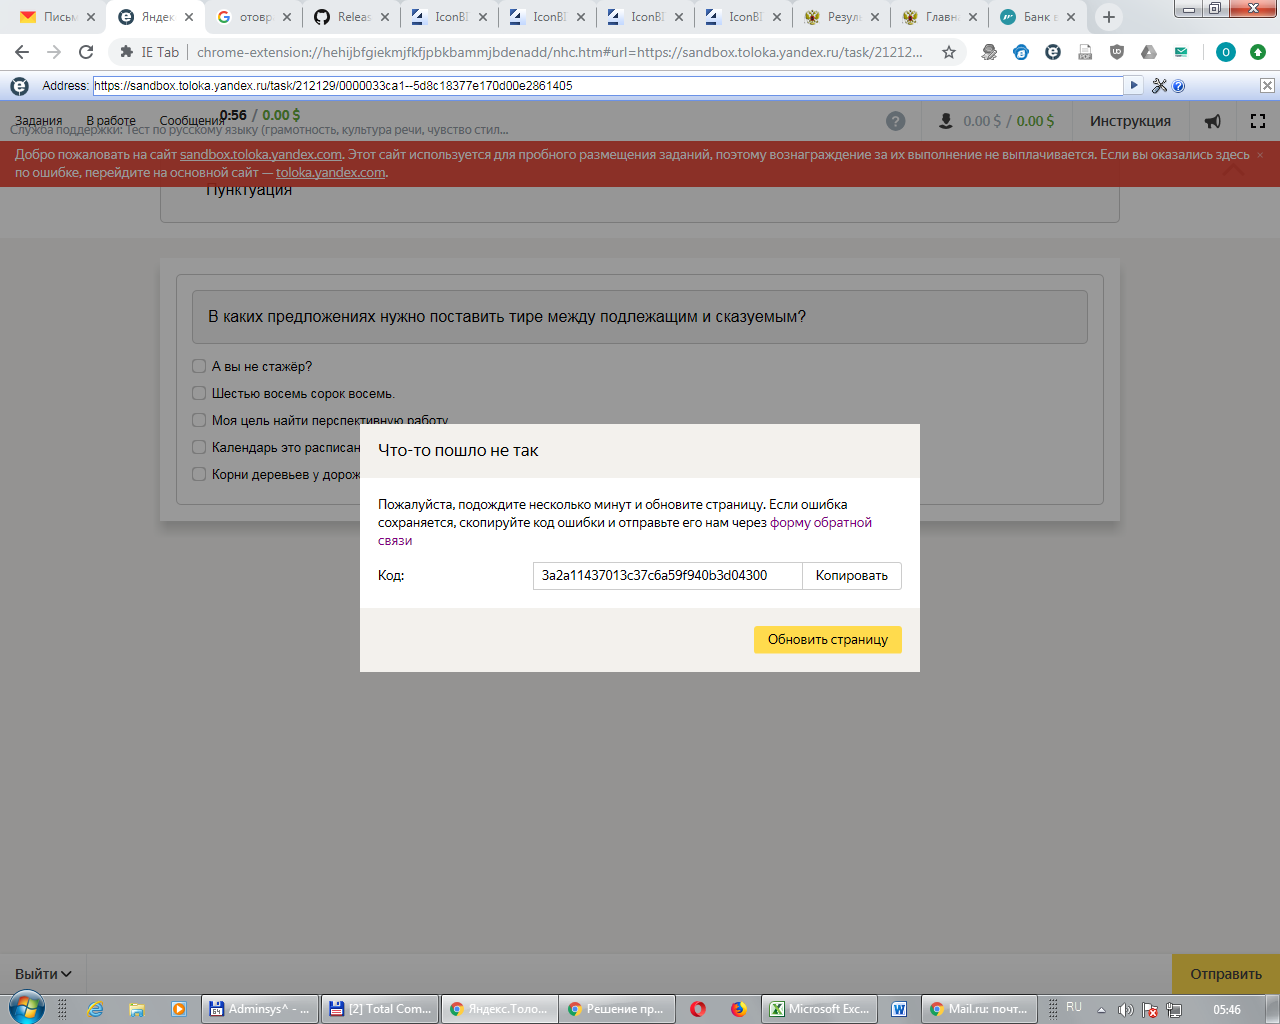 Письм
Яндек
отовр
Releas
IconBI
IconBI
IconBI
IconBI
Резул
Главн
Банк в
IE Tab
chrome-extension://hehijbfgiekmjfkfjpbkbammjbdenadd/nhc.htm#url=https://sandbox.toloka.yandex.ru/task/21212...
O
Address:
https://sandbox.toloka.yandex.ru/task/212129/0000033ca1--5d8c18377e170d00e2861405
Задания
В работе
Сообщения
0:56 / 0.00 $
0.00 $ / 0.00 $
Инструкция
Служба поддержки: Тест по русскому языку (грамотность, культура речи, чувство стил...
Добро пожаловать на сайт sandbox.toloka.yandex.com. Этот сайт используется для пробного размещения заданий, поэтому вознаграждение за их выполнение не выплачивается. Если вы оказались здесь
по ошибке, перейдите на основной сайт — toloka.yandex.com.
Пунктуация
В каких предложениях нужно поставить тире между подлежащим и сказуемым?
А вы не стажёр?
Шестью восемь сорок восемь.
Моя цель найти перспективную работу
Календарь это расписан
Корни деревьев у дорож
Что-то пошло не так
Пожалуйста, подождите несколько минут и обновите страницу. Если ошибка
сохраняется, скопируйте код ошибки и отправьте его нам через форму обратной
связи
Код:
3a2a11437013c37c6a59f940b3d04300
Копировать
Обновить страницу
Выйти
Отправить
Adminsys^ - ...
[2] Total Com...
Яндекс.Толо...
Решение пр...
Microsoft Exc...
Mail.ru: почт...
RU
05:46